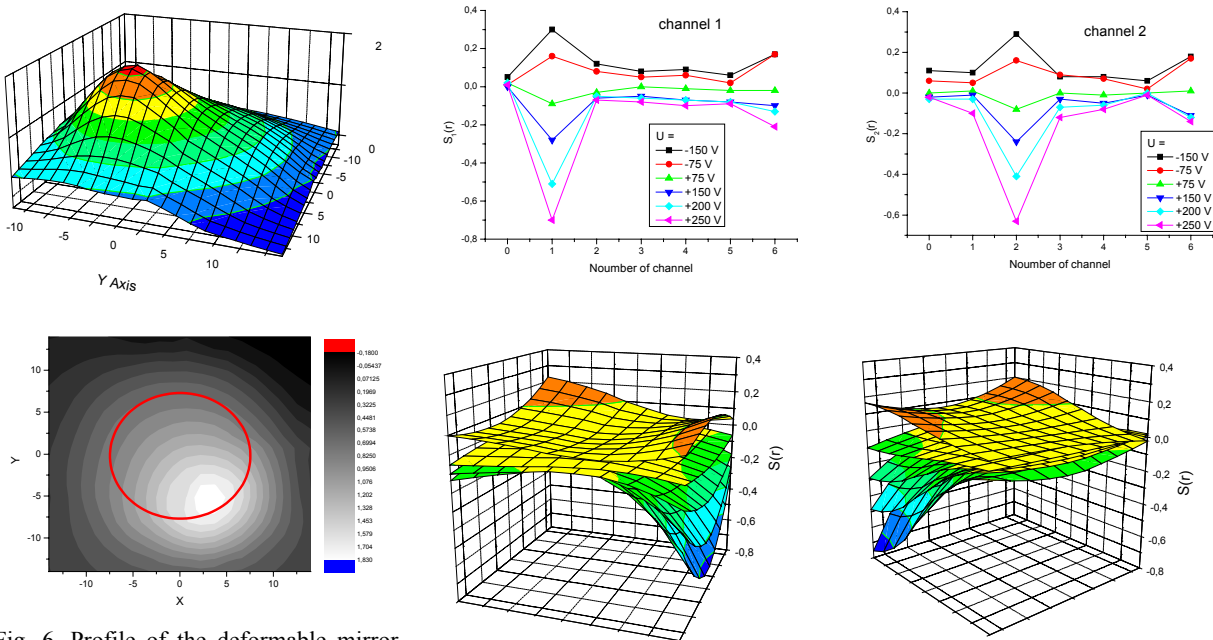 2
0
-10
-5
0
5
10
-10
-5
0
5
10
Y Axis
channel 1
0,4
0,2
0,0
-0,2
-0,4
-0,6
-0,8
S1(r)
0 1 2 3 4 5 6
Noumber of channel
U =
-150 V
-75 V
+75 V
+150 V
+200 V
+250 V
channel 2
0,4
0,2
0,0
-0,2
-0,4
-0,6
S2(r)
0 1 2 3 4 5 6
Noumber of channel
U =
-150 V
-75 V
+75 V
+150 V
+200 V
+250 V
10
5
0
-5
-10
Y
-10 -5 0 5 10
X
-0,1800
-0,05437
0,07125
0,1969
0,3225
0,4481
0,5738
0,6994
0,8250
0,9506
1,076
1,202
1,328
1,453
1,579
1,704
1,830
0,4
0,2
0,0
-0,2
-0,4
-0,6
-0,8
S(r)
0,4
0,2
0,0
-0,2
-0,4
-0,6
-0,8
S(r)
Fig. 6. Profile of the deformable mirror